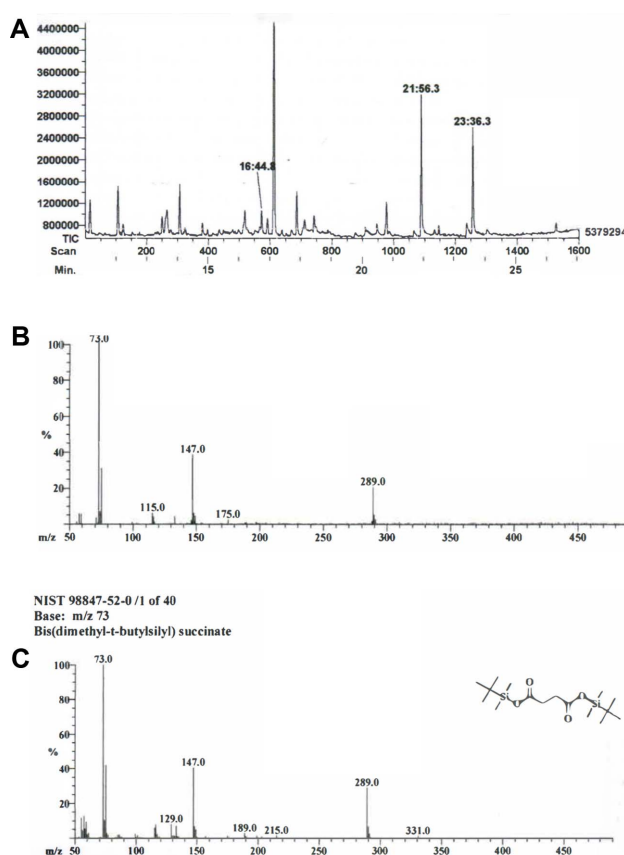 A
4400000
4000000
3600000
3200000
2800000
2400000
2000000
1600000
1200000
800000
TIC
Scan
Min.
16:44.8
21:56.3
23:36.3
5379294
200 400 600 800 1000 1200 1400 1600
15 20 25
B
100
80
60
%
40
20
m/z
73.0
147.0
289.0
115.0
175.0
50 100 150 200 250 300 350 400 450
NIST 98847-52-0 /1 of 40
Base: m/z 73
Bis(dimethyl-t-butylsilyl) succinate
C
100
80
60
%
40
20
m/z
73.0
147.0
289.0
129.0
189.0
215.0
331.0
50 100 150 200 250 300 350 400 450
Si O O O O Si